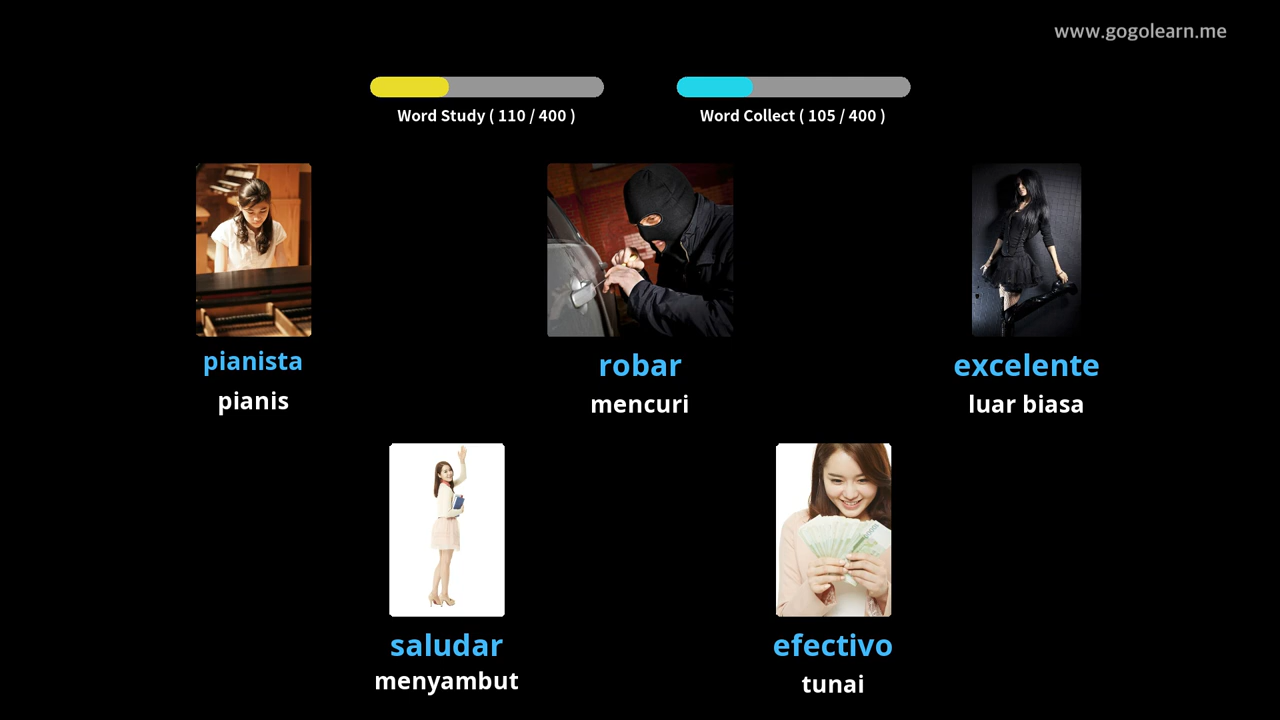 www.gogolearn.me
Word Study ( 110 / 400 )
Word Collect ( 105 / 400 )
pianista
pianis
robar
mencuri
excelente
luar biasa
saludar
menyambut
efectivo
tunai